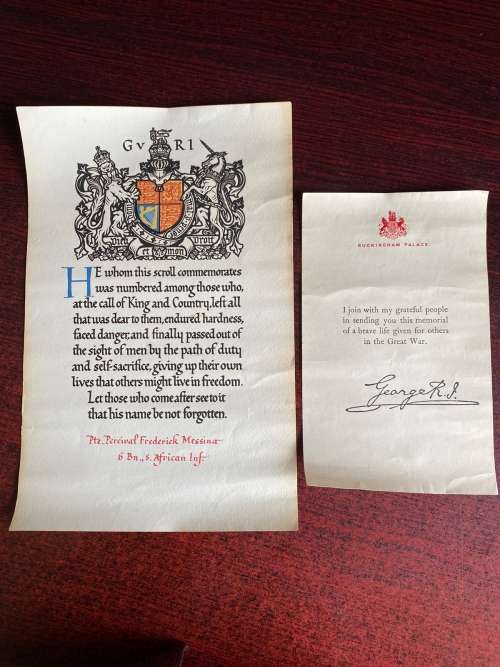 G V R I
Dieu et mon droit
HE whom this scroll commemorates
was numbered among those who,
at the call of King and Country, left all
that was dear to them, endured hardness,
faced danger, and finally passed out of
the sight of men by the path of duty
and self-sacrifice, giving up their own
lives that others might live in freedom.
Let those who come after see to it
that his name be not forgotten.
Pte. Percival Frederick Messina
6 Bn., S. African Inf.
BUCKINGHAM PALACE.
I join with my grateful people
in sending you this memorial
of a brave life given for others
in the Great War.
George R.I.